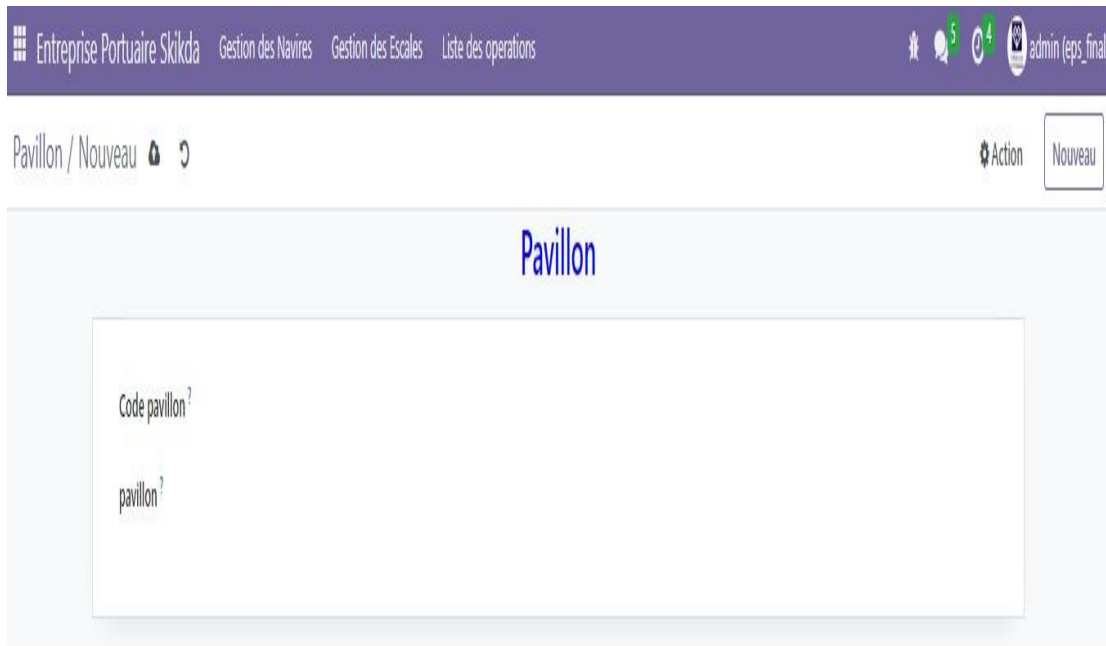 Entreprise Portuaire Skikda Gestion des Navires Gestion des Escales Liste des operations 5 4 admin (eps_final
Pavillon / Nouveau Action Nouveau
Pavillon
Code pavillon ?
pavillon ?